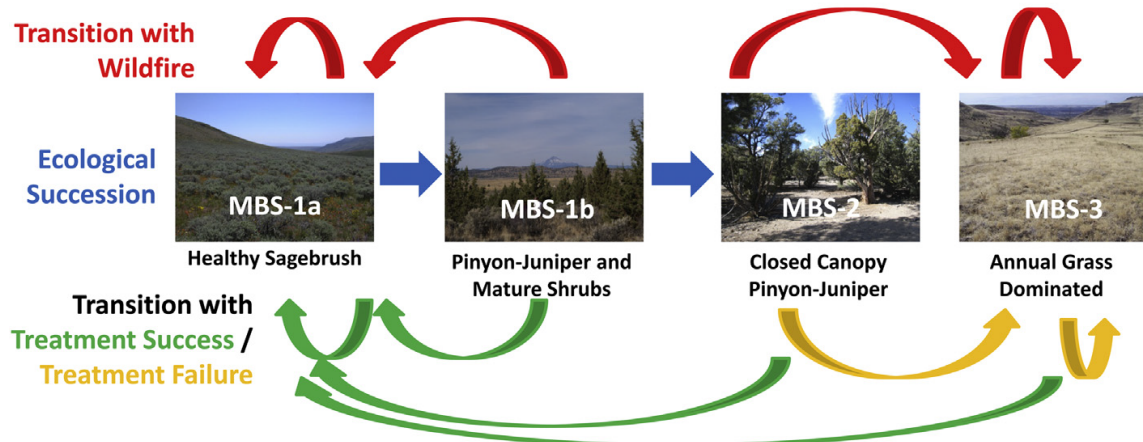 Transition with
Wildfire
Ecological
Succession
MBS-1a
MBS-1b
MBS-2
MBS-3
Healthy Sagebrush
Pinyon-Juniper and
Mature Shrubs
Closed Canopy
Pinyon-Juniper
Annual Grass
Dominated
Transition with
Treatment Success /
Treatment Failure